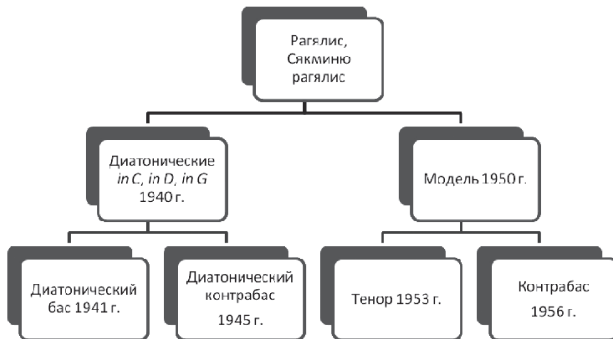 Рагялис,
Сякминю
рагялис
Диатонические
in C, in D, in G
1940 г.
Модель 1950 г.
Диатонический
бас 1941 г.
Диатонический
контрабас
1945 г.
Тенор 1953 г.
Контрабас
1956 г.